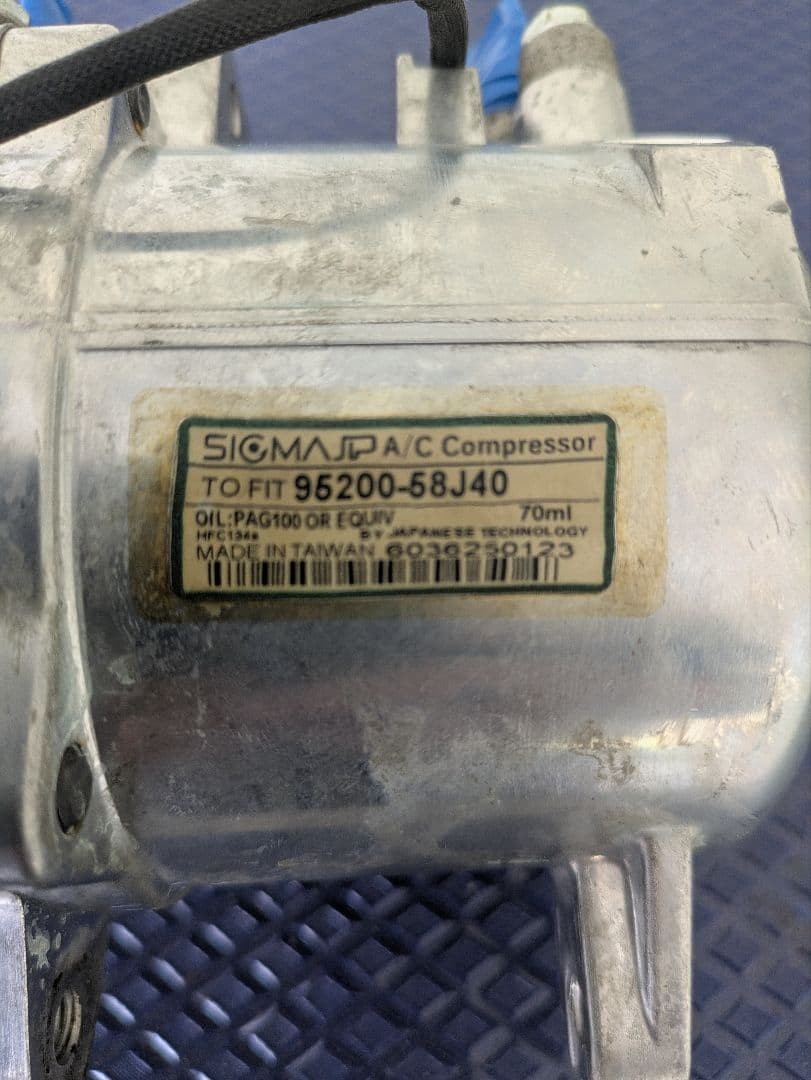 SIGMA JP A/C Compressor
TO FIT 95200-58J40
OIL:PAG100 OR EQUIV 70ml
HFC134a BY JAPANESE TECHNOLOGY
MADE IN TAIWAN 6036250123